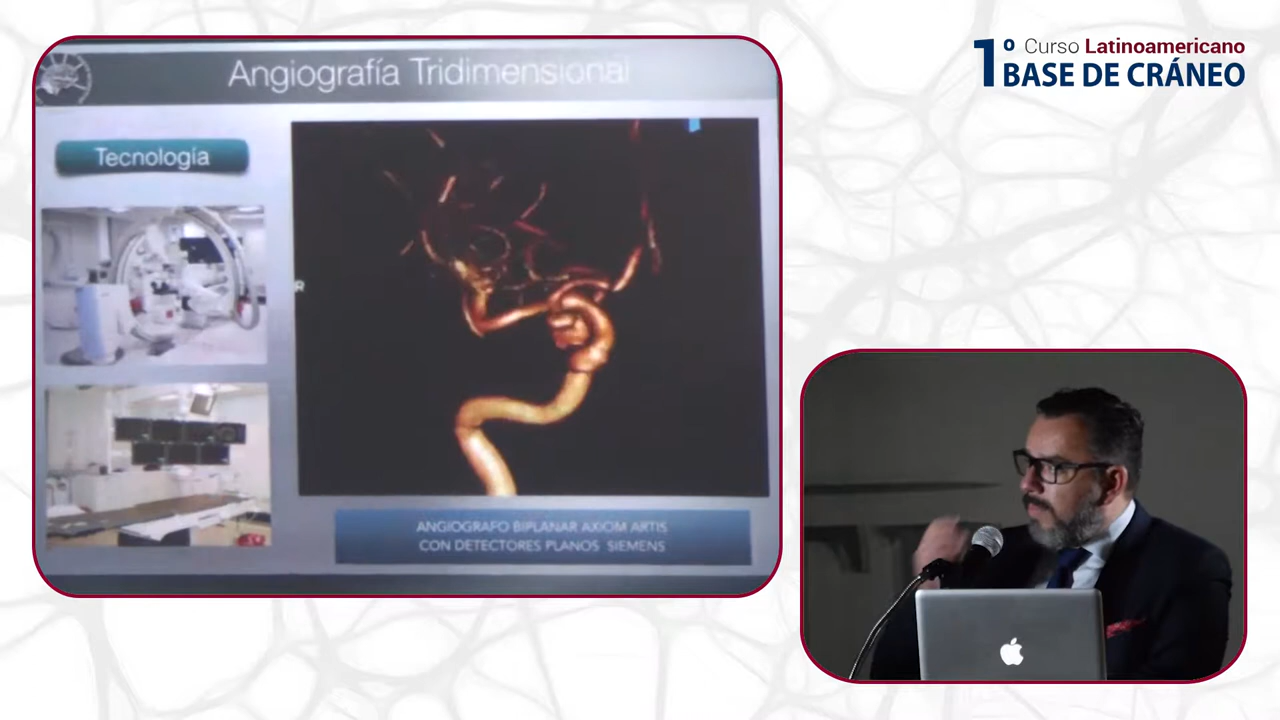 1º Curso Latinoamericano
BASE DE CRÁNEO
Angiografía Tridimensional
Tecnología
R
ANGIOGRAFO BIPLANAR AXIOM ARTIS
CON DETECTORES PLANOS SIEMENS